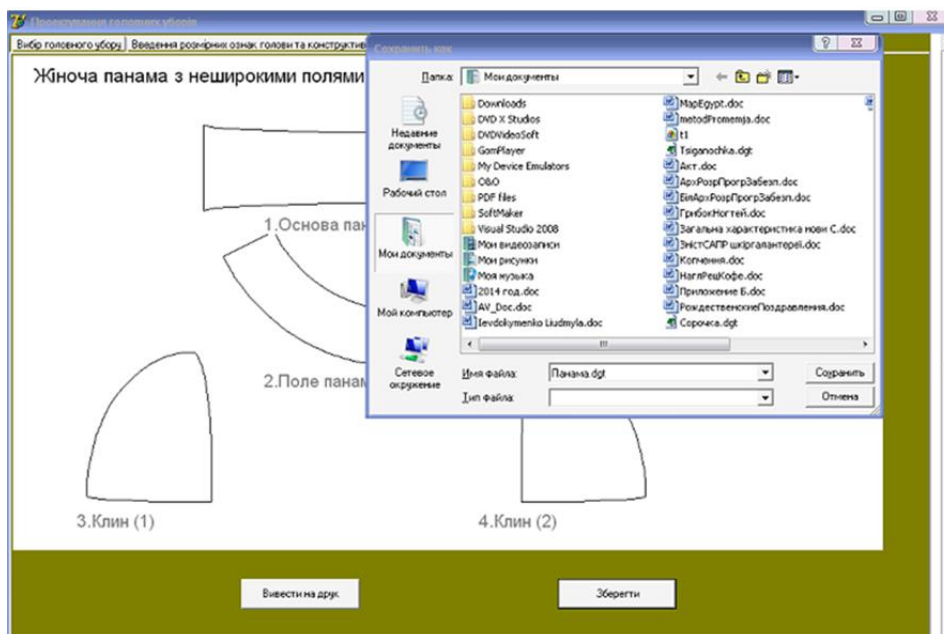 Проектування головних уборів
Вибір головного убору
Введення розмірних ознак голови та конструктив
Жіноча панама з неширокими полями
1.Основа пан
2.Поле панам
3.Клин (1)
4.Клин (2)
Вивести на друк
Зберегти
Сохранить как
Папка:
Мои документы
Недавние документы
Рабочий стол
Мои документы
Мой компьютер
Сетевое окружение
Downloads
DVD X Studios
DVDVideoSoft
GomPlayer
My Device Emulators
O&O
PDF files
SoftMaker
Visual Studio 2008
Мои видеозаписи
Мои рисунки
Моя музыка
2014 год.doc
AV_Doc.doc
Ievdokymenko Liudmyla.doc
MapEgypt.doc
metodPromemja.doc
t1
Tsiganochka.dgt
Акт.doc
АрхРозрПрогрЗабезп.doc
БілАрхРозрПрогрЗабезп.doc
ГрибокНогтей.doc
Загальна характеристика мови С.doc
ЗмістСАПР шкіргалантереї.doc
Копчення.doc
НаглРешКофе.doc
Приложение Б.doc
РождественскиеПоздравления.doc
Сорочка.dgt
Имя файла:
Панама.dgt
Сохранить
Тип файла:
Отмена